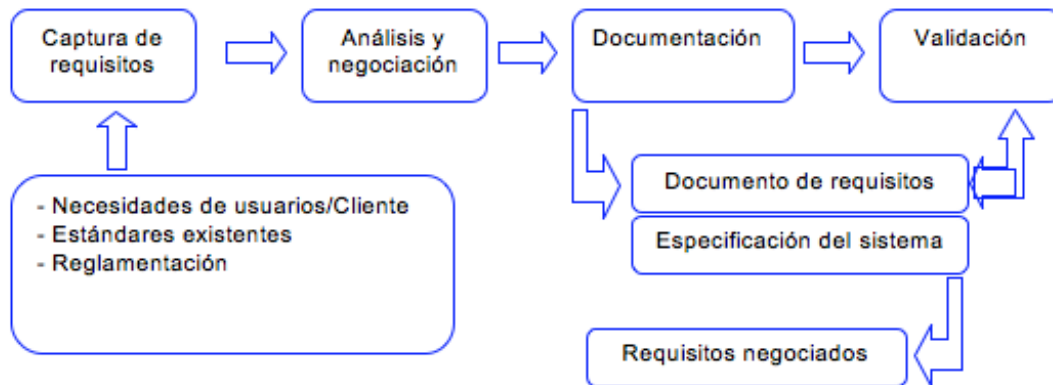 Captura de
requisitos
Análisis y
negociación
Documentación
Validación
- Necesidades de usuarios/Cliente
- Estándares existentes
- Reglamentación
Documento de requisitos
Especificación del sistema
Requisitos negociados